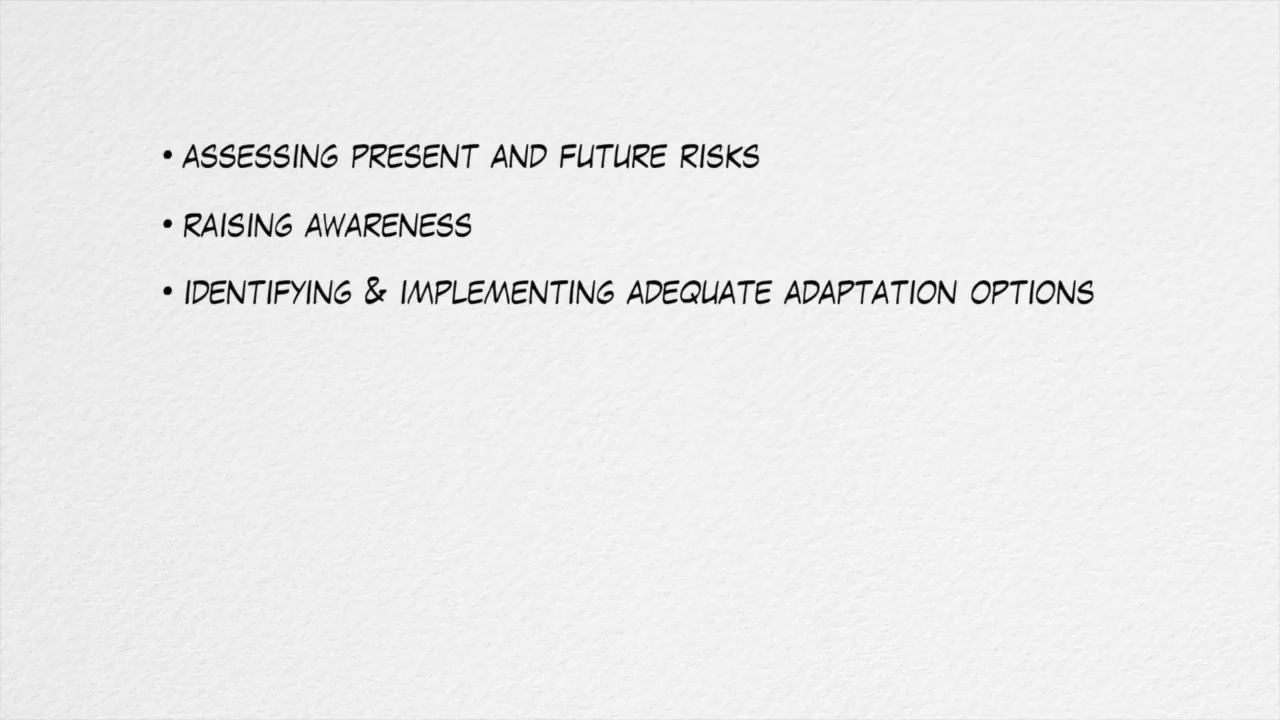 • ASSESSING PRESENT AND FUTURE RISKS
• RAISING AWARENESS
• IDENTIFYING & IMPLEMENTING ADEQUATE ADAPTATION OPTIONS